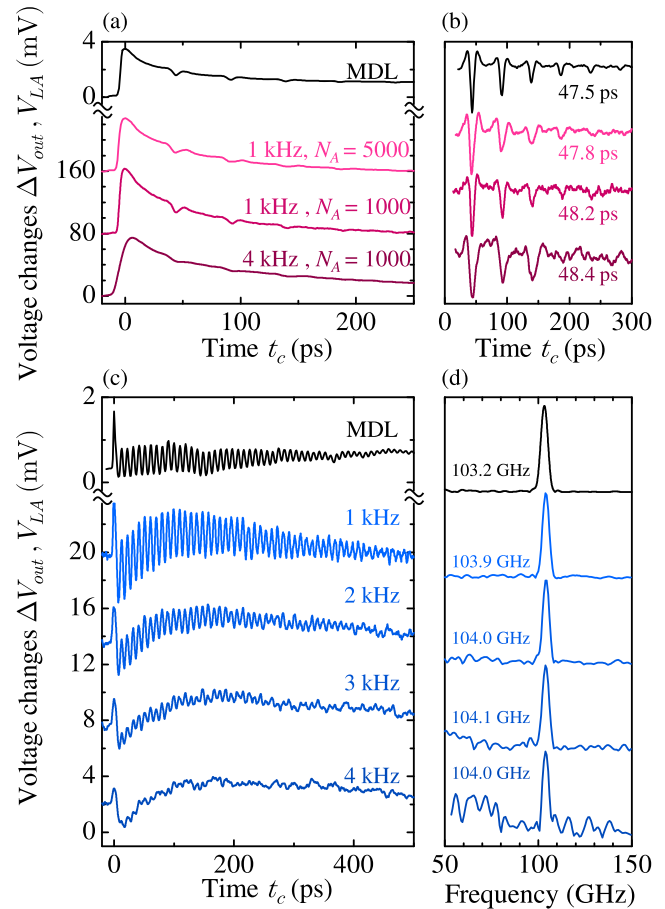 (a)
(b)
Voltage changes ΔV_out , V_LA (mV)
4
0
160
80
0
MDL
1 kHz, N_A = 5000
1 kHz , N_A = 1000
4 kHz , N_A = 1000
0 100 200
Time t_c (ps)
47.5 ps
47.8 ps
48.2 ps
48.4 ps
0 100 200 300
Time t_c (ps)
(c)
(d)
Voltage changes ΔV_out , V_LA (mV)
2
0
20
16
12
8
4
0
MDL
1 kHz
2 kHz
3 kHz
4 kHz
0 200 400
Time t_c (ps)
103.2 GHz
103.9 GHz
104.0 GHz
104.1 GHz
104.0 GHz
50 100 150
Frequency (GHz)